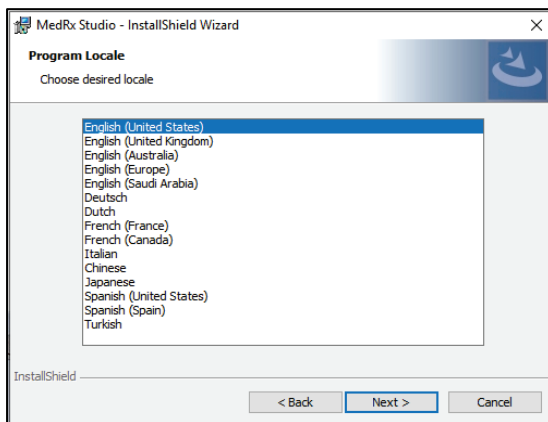 MedRx Studio - InstallShield Wizard
Program Locale
Choose desired locale
English (United States)
English (United Kingdom)
English (Australia)
English (Europe)
English (Saudi Arabia)
Deutsch
Dutch
French (France)
French (Canada)
Italian
Chinese
Japanese
Spanish (United States)
Spanish (Spain)
Turkish
InstallShield
< Back Next > Cancel